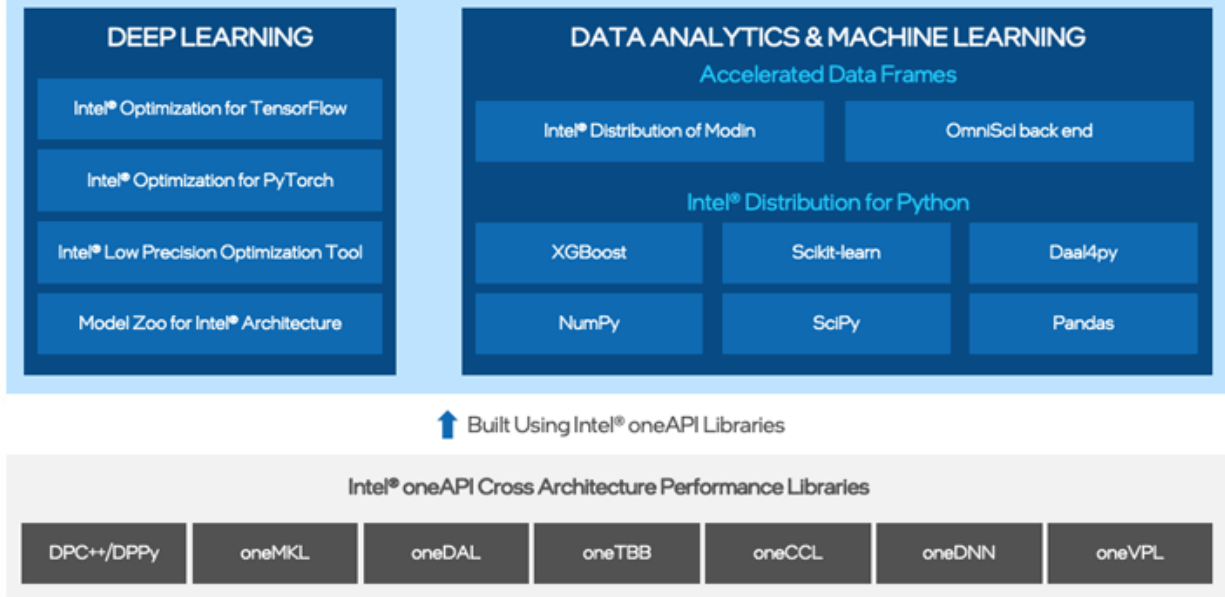 DEEP LEARNING
Intel® Optimization for TensorFlow
Intel® Optimization for PyTorch
Intel® Low Precision Optimization Tool
Model Zoo for Intel® Architecture
DATA ANALYTICS & MACHINE LEARNING
Accelerated Data Frames
Intel® Distribution of Modin
OmniSci back end
Intel® Distribution for Python
XGBoost
Scikit-learn
Daal4py
NumPy
SciPy
Pandas
Built Using Intel® oneAPI Libraries
Intel® oneAPI Cross Architecture Performance Libraries
DPC++/DPPy
oneMKL
oneDAL
oneTBB
oneCCL
oneDNN
oneVPL